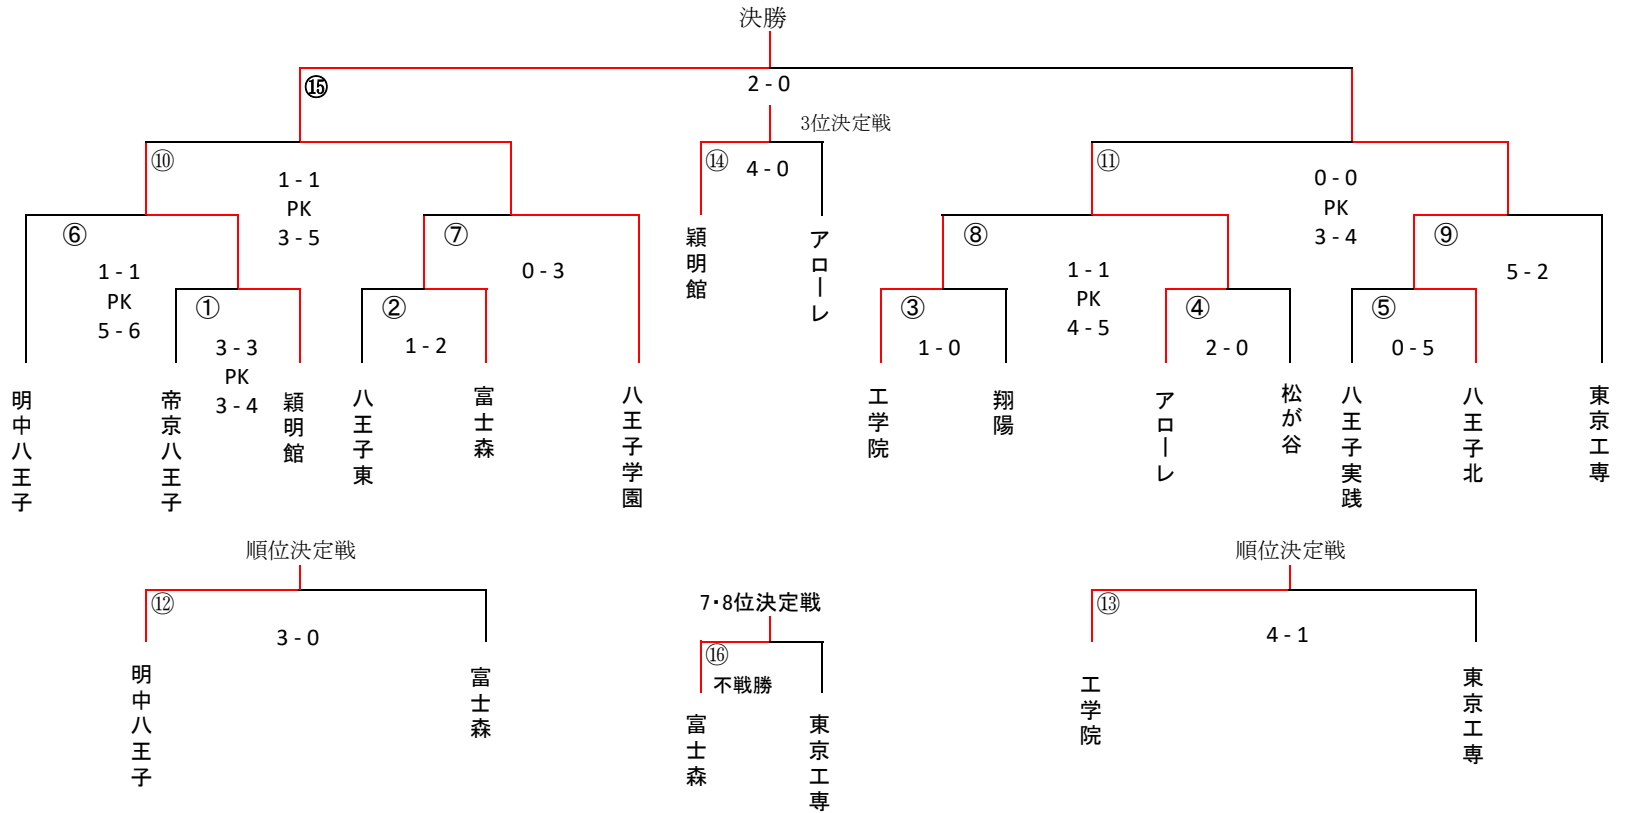 決勝
⑮
2 - 0
3位決定戦
⑩
⑭
4 - 0
⑪
1 - 1
PK
3 - 5
0 - 0
PK
3 - 4
⑥
1 - 1
PK
5 - 6
⑦
0 - 3
穎明館
アローレ
⑧
1 - 1
PK
4 - 5
⑨
5 - 2
①
3 - 3
PK
3 - 4
②
1 - 2
③
1 - 0
④
2 - 0
⑤
0 - 5
明中八王子
帝京八王子
穎明館
八王子東
富士森
八王子学園
工学院
翔陽
アローレ
松が谷
八王子実践
八王子北
東京工専
順位決定戦
⑫
3 - 0
明中八王子
富士森
7・8位決定戦
⑯
不戦勝
富士森
東京工専
順位決定戦
⑬
4 - 1
工学院
東京工専